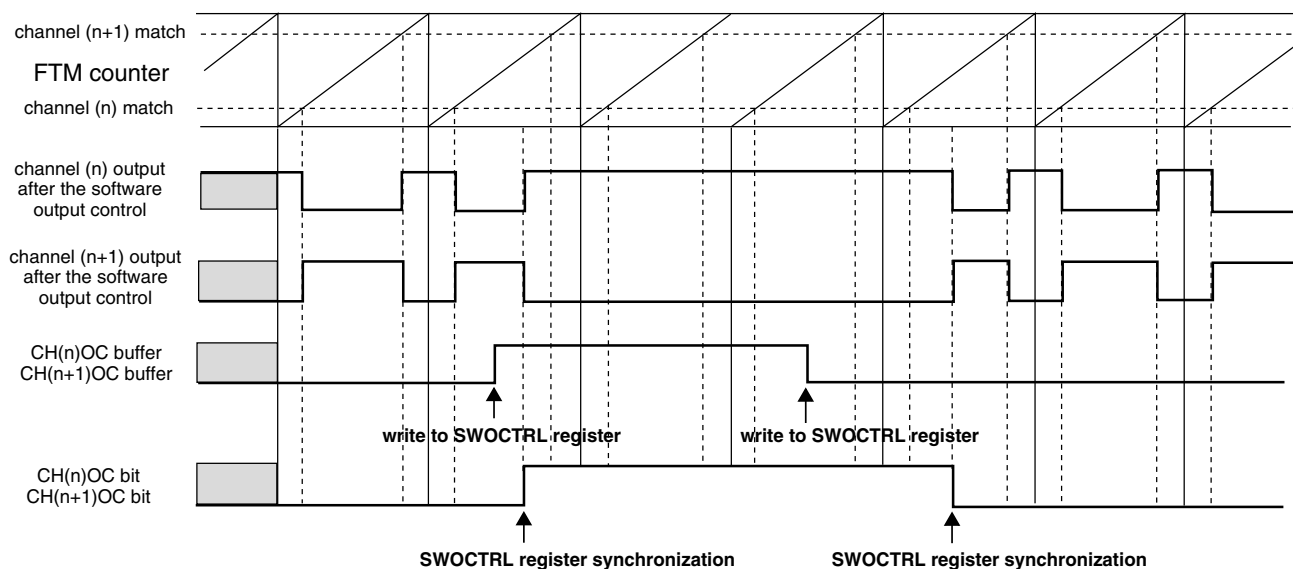 channel (n+1) match
FTM counter
channel (n) match
channel (n) output
after the software
output control
channel (n+1) output
after the software
output control
CH(n)OC buffer
CH(n+1)OC buffer
write to SWOCTRL register
write to SWOCTRL register
CH(n)OC bit
CH(n+1)OC bit
SWOCTRL register synchronization
SWOCTRL register synchronization